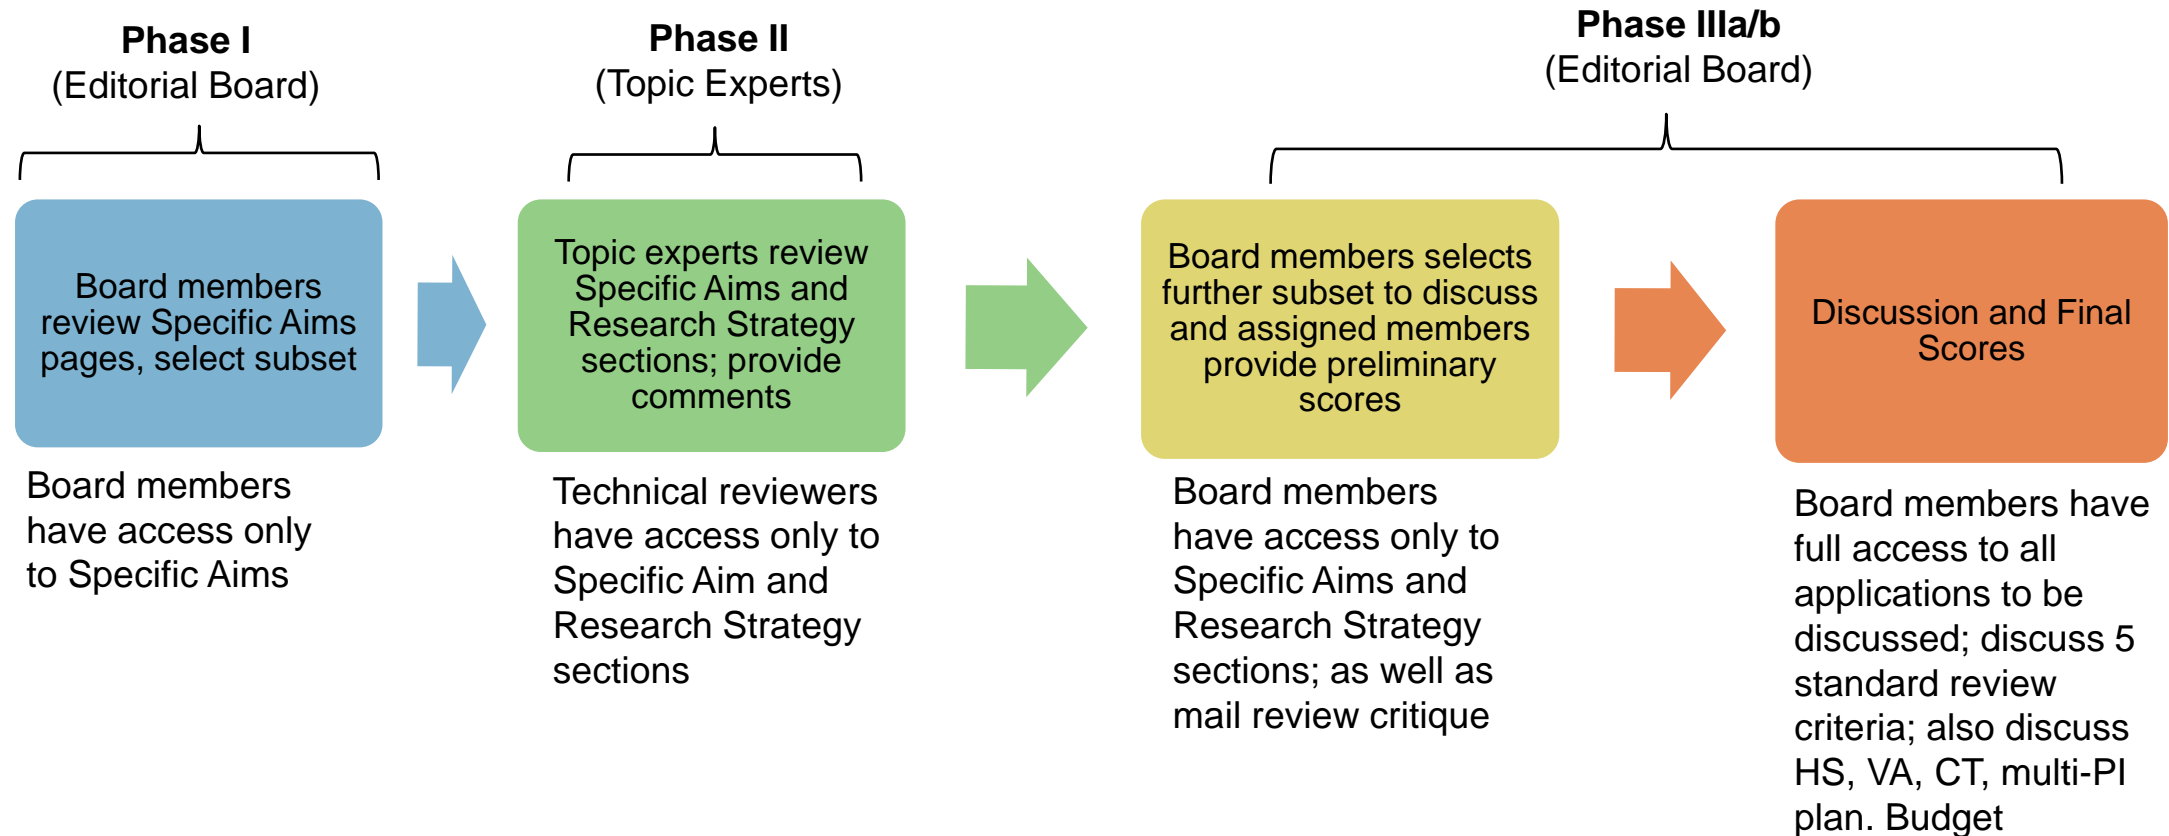 Phase I
(Editorial Board)
Board members
review Specific Aims
pages, select subset
Board members
have access only
to Specific Aims
Phase II
(Topic Experts)
Topic experts review
Specific Aims and
Research Strategy
sections; provide
comments
Technical reviewers
have access only to
Specific Aim and
Research Strategy
sections
Phase IIIa/b
(Editorial Board)
Board members selects
further subset to discuss
and assigned members
provide preliminary
scores
Board members
have access only to
Specific Aims and
Research Strategy
sections; as well as
mail review critique
Discussion and Final
Scores
Board members have
full access to all
applications to be
discussed; discuss 5
standard review
criteria; also discuss
HS, VA, CT, multi-PI
plan. Budget